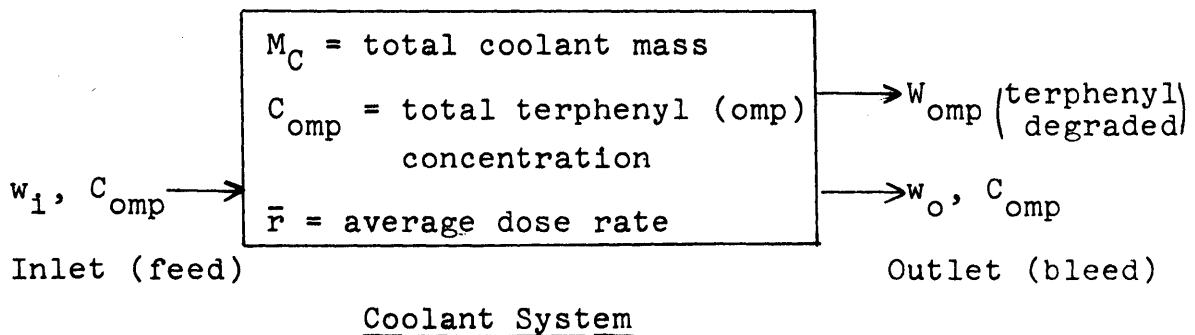 M_C = total coolant mass
C_omp = total terphenyl (omp)
concentration
r̄ = average dose rate
w_i, C_omp
Inlet (feed)
W_omp (terphenyl
degraded)
w_o, C_omp
Outlet (bleed)
Coolant System